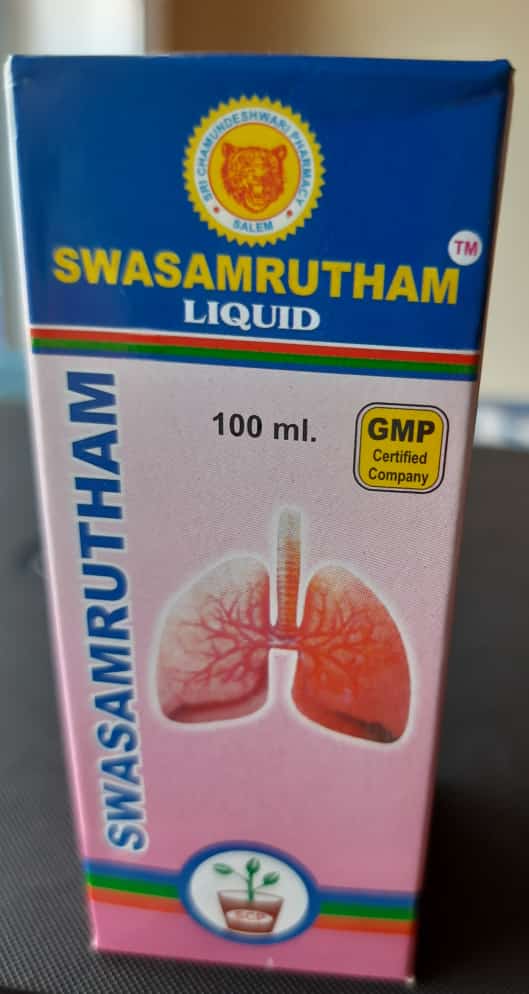 SRI CHAMUNDESHWARI PHARMACY
SALEM
SWASAMRUTHAM TM
LIQUID
100 ml.
GMP
Certified
Company
SWASAMRUTHAM
SCP